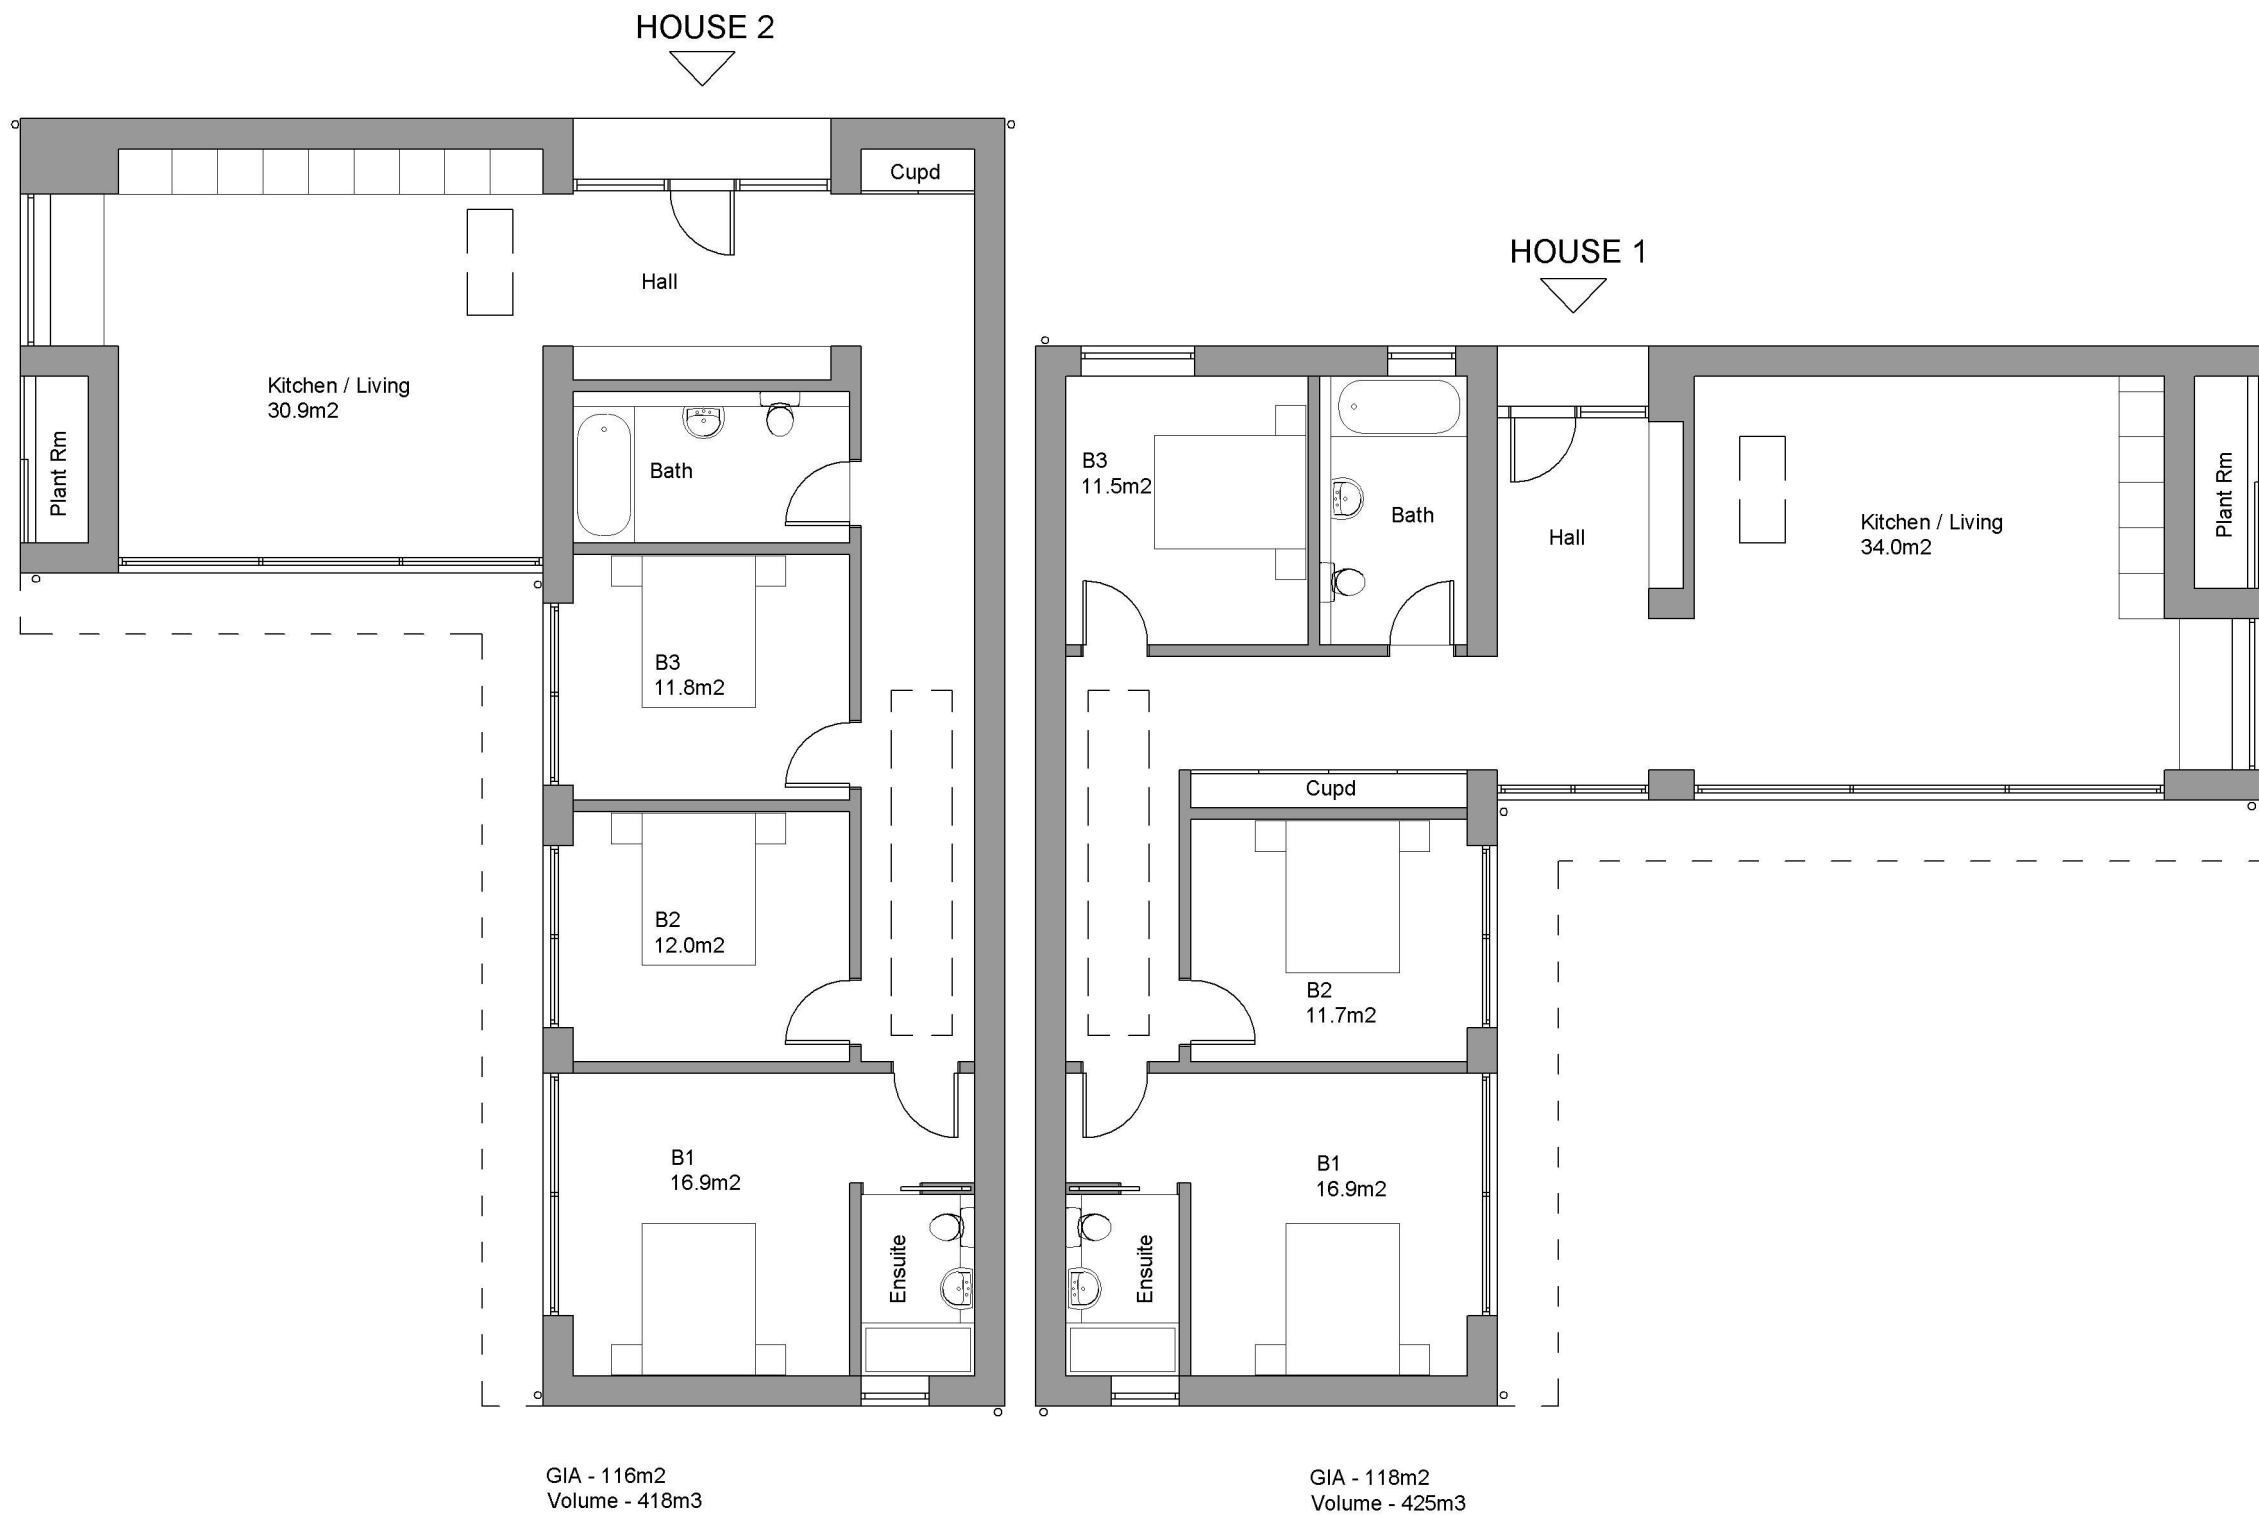 HOUSE 2
Cupd
Hall
Kitchen / Living
30.9m2
Plant Rm
Bath
B3
11.8m2
B2
12.0m2
B1
16.9m2
Ensuite
GIA - 116m2
Volume - 418m3
HOUSE 1
B3
11.5m2
Bath
Hall
Kitchen / Living
34.0m2
Plant Rm
Cupd
B2
11.7m2
B1
16.9m2
Ensuite
GIA - 118m2
Volume - 425m3